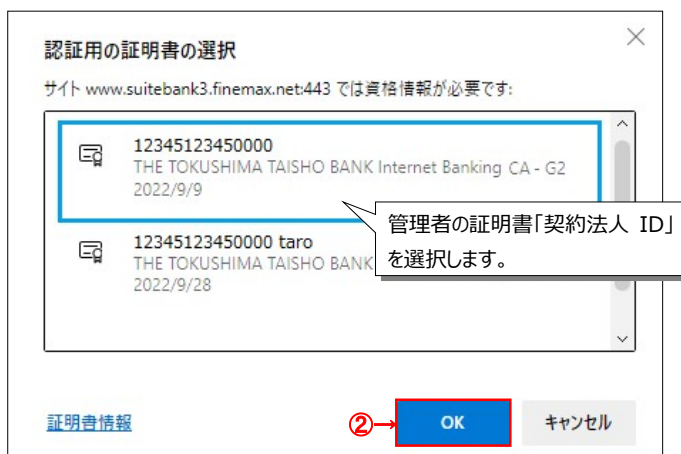 認証用の証明書の選択
サイト www.suitebank3.finemax.net:443 では資格情報が必要です:
12345123450000
THE TOKUSHIMA TAISHO BANK Internet Banking CA - G2
2022/9/9
管理者の証明書「契約法人 ID」
を選択します。
12345123450000 taro
THE TOKUSHIMA TAISHO BANK
2022/9/28
証明書情報
②→
OK
キャンセル